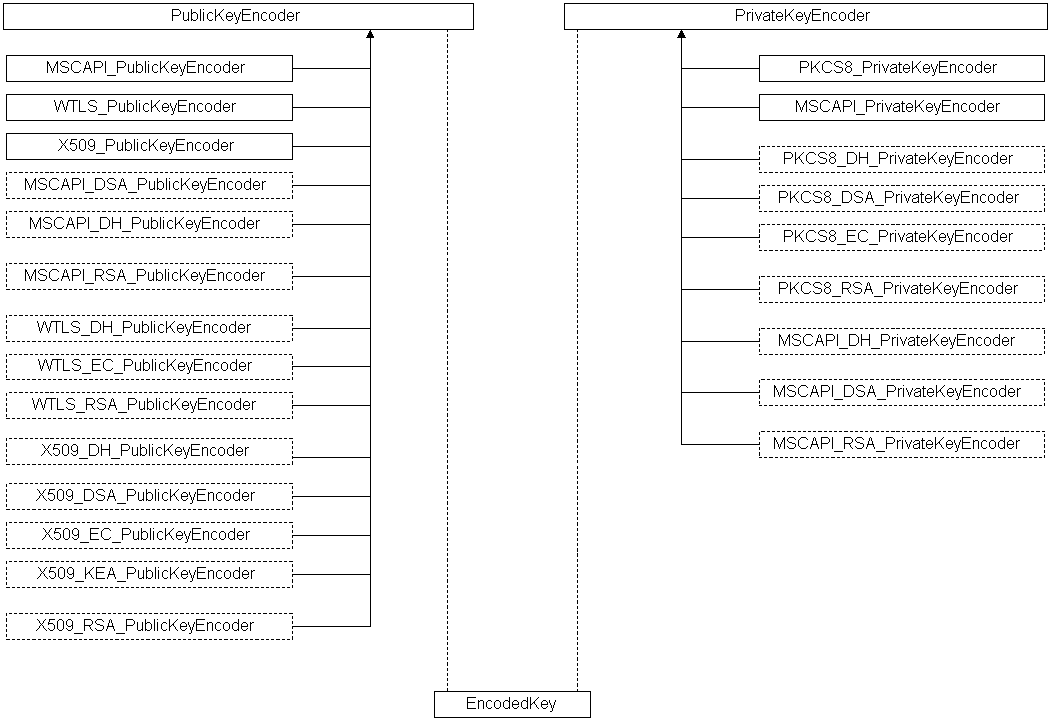 PublicKeyEncoder
MSCAPI_PublicKeyEncoder
WTLS_PublicKeyEncoder
X509_PublicKeyEncoder
MSCAPI_DSA_PublicKeyEncoder
MSCAPI_DH_PublicKeyEncoder
MSCAPI_RSA_PublicKeyEncoder
WTLS_DH_PublicKeyEncoder
WTLS_EC_PublicKeyEncoder
WTLS_RSA_PublicKeyEncoder
X509_DH_PublicKeyEncoder
X509_DSA_PublicKeyEncoder
X509_EC_PublicKeyEncoder
X509_KEA_PublicKeyEncoder
X509_RSA_PublicKeyEncoder
PrivateKeyEncoder
PKCS8_PrivateKeyEncoder
MSCAPI_PrivateKeyEncoder
PKCS8_DH_PrivateKeyEncoder
PKCS8_DSA_PrivateKeyEncoder
PKCS8_EC_PrivateKeyEncoder
PKCS8_RSA_PrivateKeyEncoder
MSCAPI_DH_PrivateKeyEncoder
MSCAPI_DSA_PrivateKeyEncoder
MSCAPI_RSA_PrivateKeyEncoder
EncodedKey